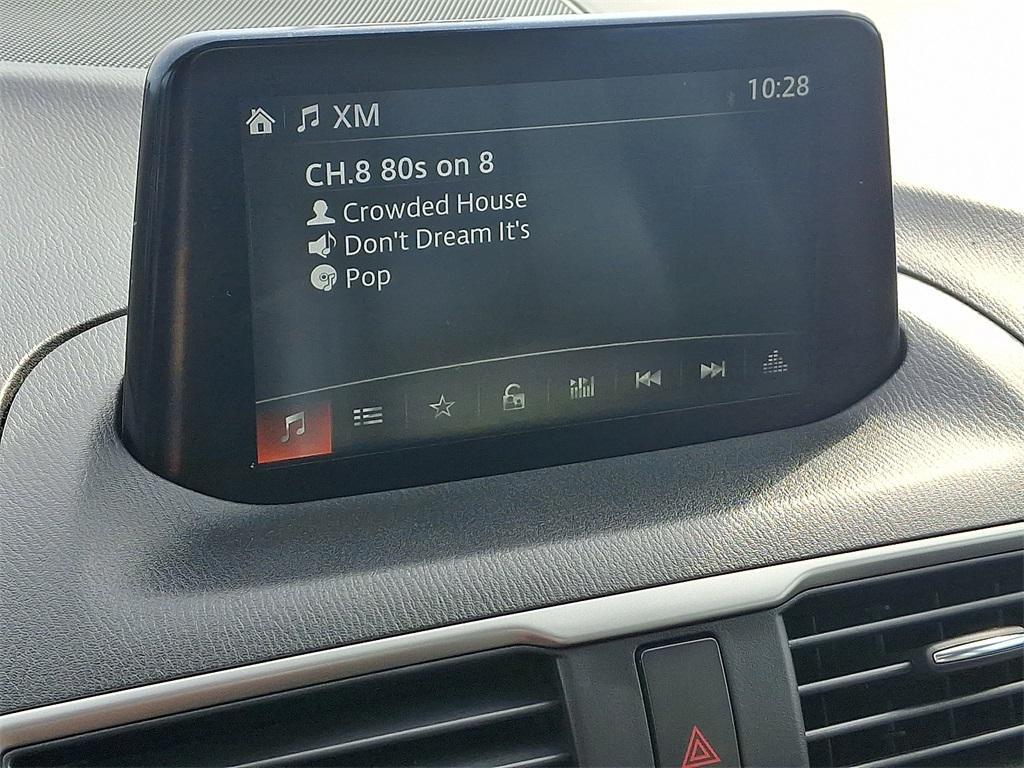 XM
10:28
CH.8 80s on 8
Crowded House
Don't Dream It's
Pop